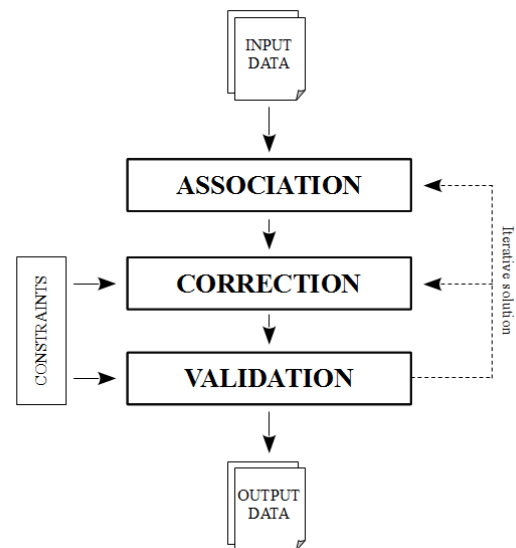 INPUT
DATA
ASSOCIATION
CONSTRAINTS
CORRECTION
Iterative solution
VALIDATION
OUTPUT
DATA